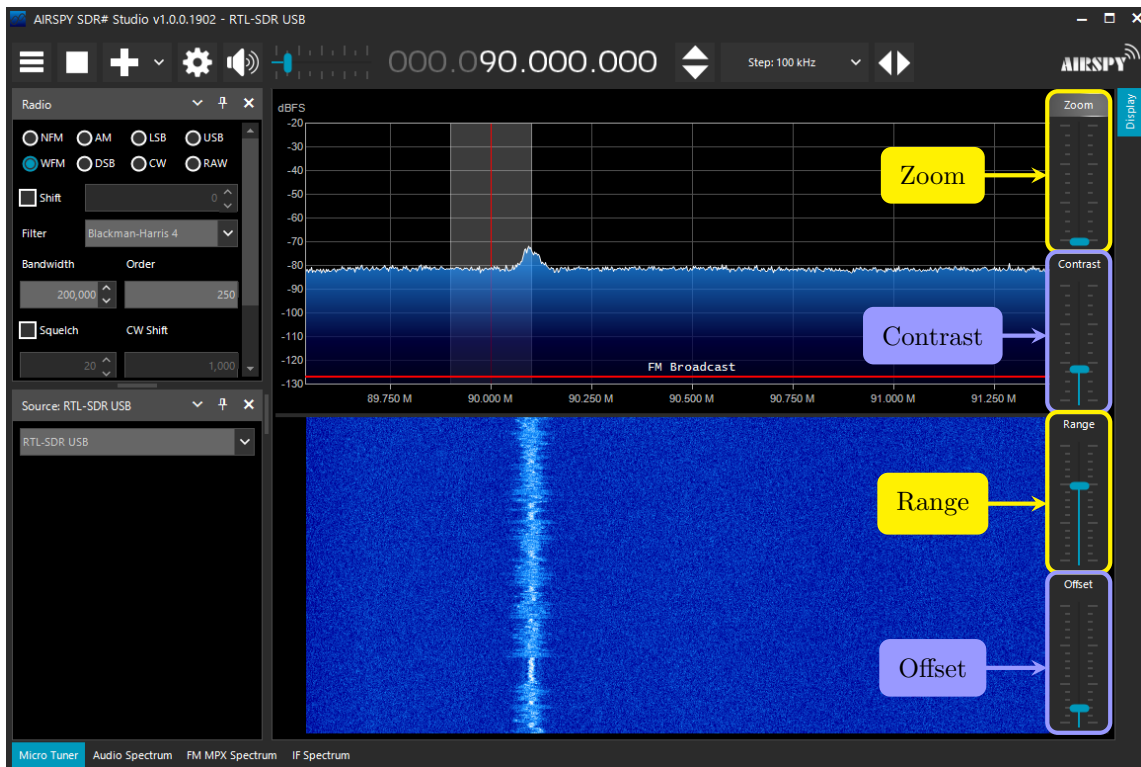 AIRSPY SDR# Studio v1.0.0.1902 - RTL-SDR USB
000.090.000.000
Step: 100 kHz
AIRSPY
Radio
NFM AM LSB USB
WFM DSB CW RAW
Shift 0
Filter Blackman-Harris 4
Bandwidth Order
200,000 250
Squelch CW Shift
20 1,000
Source: RTL-SDR USB
RTL-SDR USB
dBFS
-20
-30
-40
-50
-60
-70
-80
-90
-100
-110
-120
-130
FM Broadcast
89.750 M 90.000 M 90.250 M 90.500 M 90.750 M 91.000 M 91.250 M
Zoom
Zoom
Contrast
Contrast
Range
Range
Offset
Offset
Display
Micro Tuner Audio Spectrum FM MPX Spectrum IF Spectrum